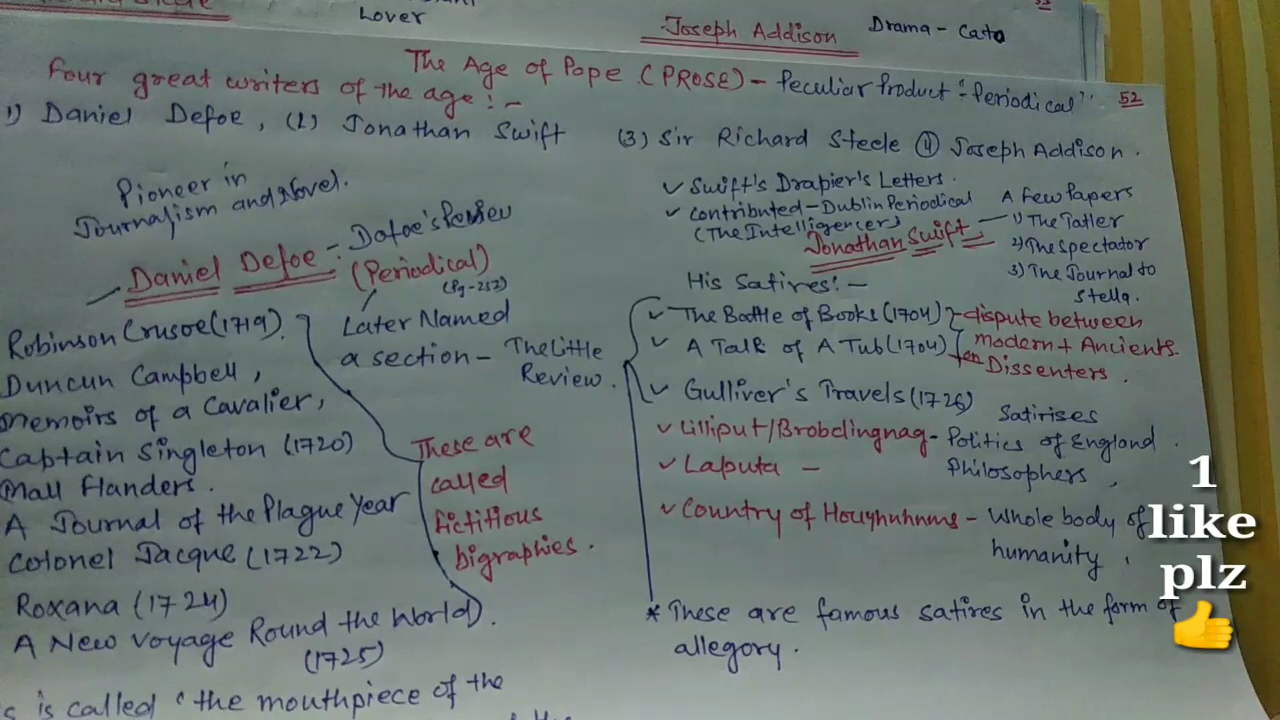 Lover
Joseph Addison
Drama - Cato
The Age of Pope (PROSE) - Peculiar Product - "Periodical" 52
Four great writers of the age :-
1) Daniel Defoe, (2) Jonathan Swift (3) Sir Richard Steele (4) Joseph Addison.
Pioneer in
Journalism and Novel.
Daniel Defoe :- Dafoe's Review
(Periodical)
(Pg-252)
Later Named
a section - The Little
Review.
Robinson Crusoe (1719).
Duncun Campbell,
Memoirs of a Cavalier,
Captain Singleton (1720)
Mall Flanders.
A Journal of the Plague Year
Colonel Jacque (1722)
Roxana (1724)
A New Voyage Round the World.
(1725)
These are
called
fictitious
bigraphies.
is called ' the mouthpiece of the
✓ Swift's Drapier's Letters.
✓ Contributed - Dublin Periodical
(The Intelligencer)
Jonathan Swift
A Few Papers
1) The Tatler
2) The Spectator
3) The Journal to
Stella.
His Satires :-
✓ The Battle of Books (1704) - dispute between
✓ A Talk of A Tub (1704) Modern + Ancients.
Dissenters.
✓ Gulliver's Travels (1726)
Satirises
✓ Lilliput/Brobdingnag - Politics of England.
✓ Laputa - Philosophers,
✓ Country of Houyhuhnms - Whole body of
humanity.
* These are famous satires in the form of
allegory.
1
like
plz